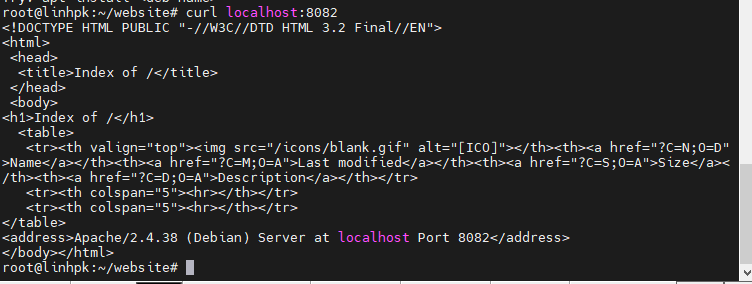 root@linhpk:~/website# curl localhost:8082
<!DOCTYPE HTML PUBLIC "-//W3C//DTD HTML 3.2 Final//EN">
<html>
 <head>
  <title>Index of /</title>
 </head>
 <body>
<h1>Index of /</h1>
  <table>
   <tr><th valign="top"><img src="/icons/blank.gif" alt="[ICO]"></th><th><a href="?C=N;O=D"
>Name</a></th><th><a href="?C=M;O=A">Last modified</a></th><th><a href="?C=S;O=A">Size</a><
/th><th><a href="?C=D;O=A">Description</a></th></tr>
   <tr><th colspan="5"><hr></th></tr>
   <tr><th colspan="5"><hr></th></tr>
</table>
<address>Apache/2.4.38 (Debian) Server at localhost Port 8082</address>
</body></html>
root@linhpk:~/website#